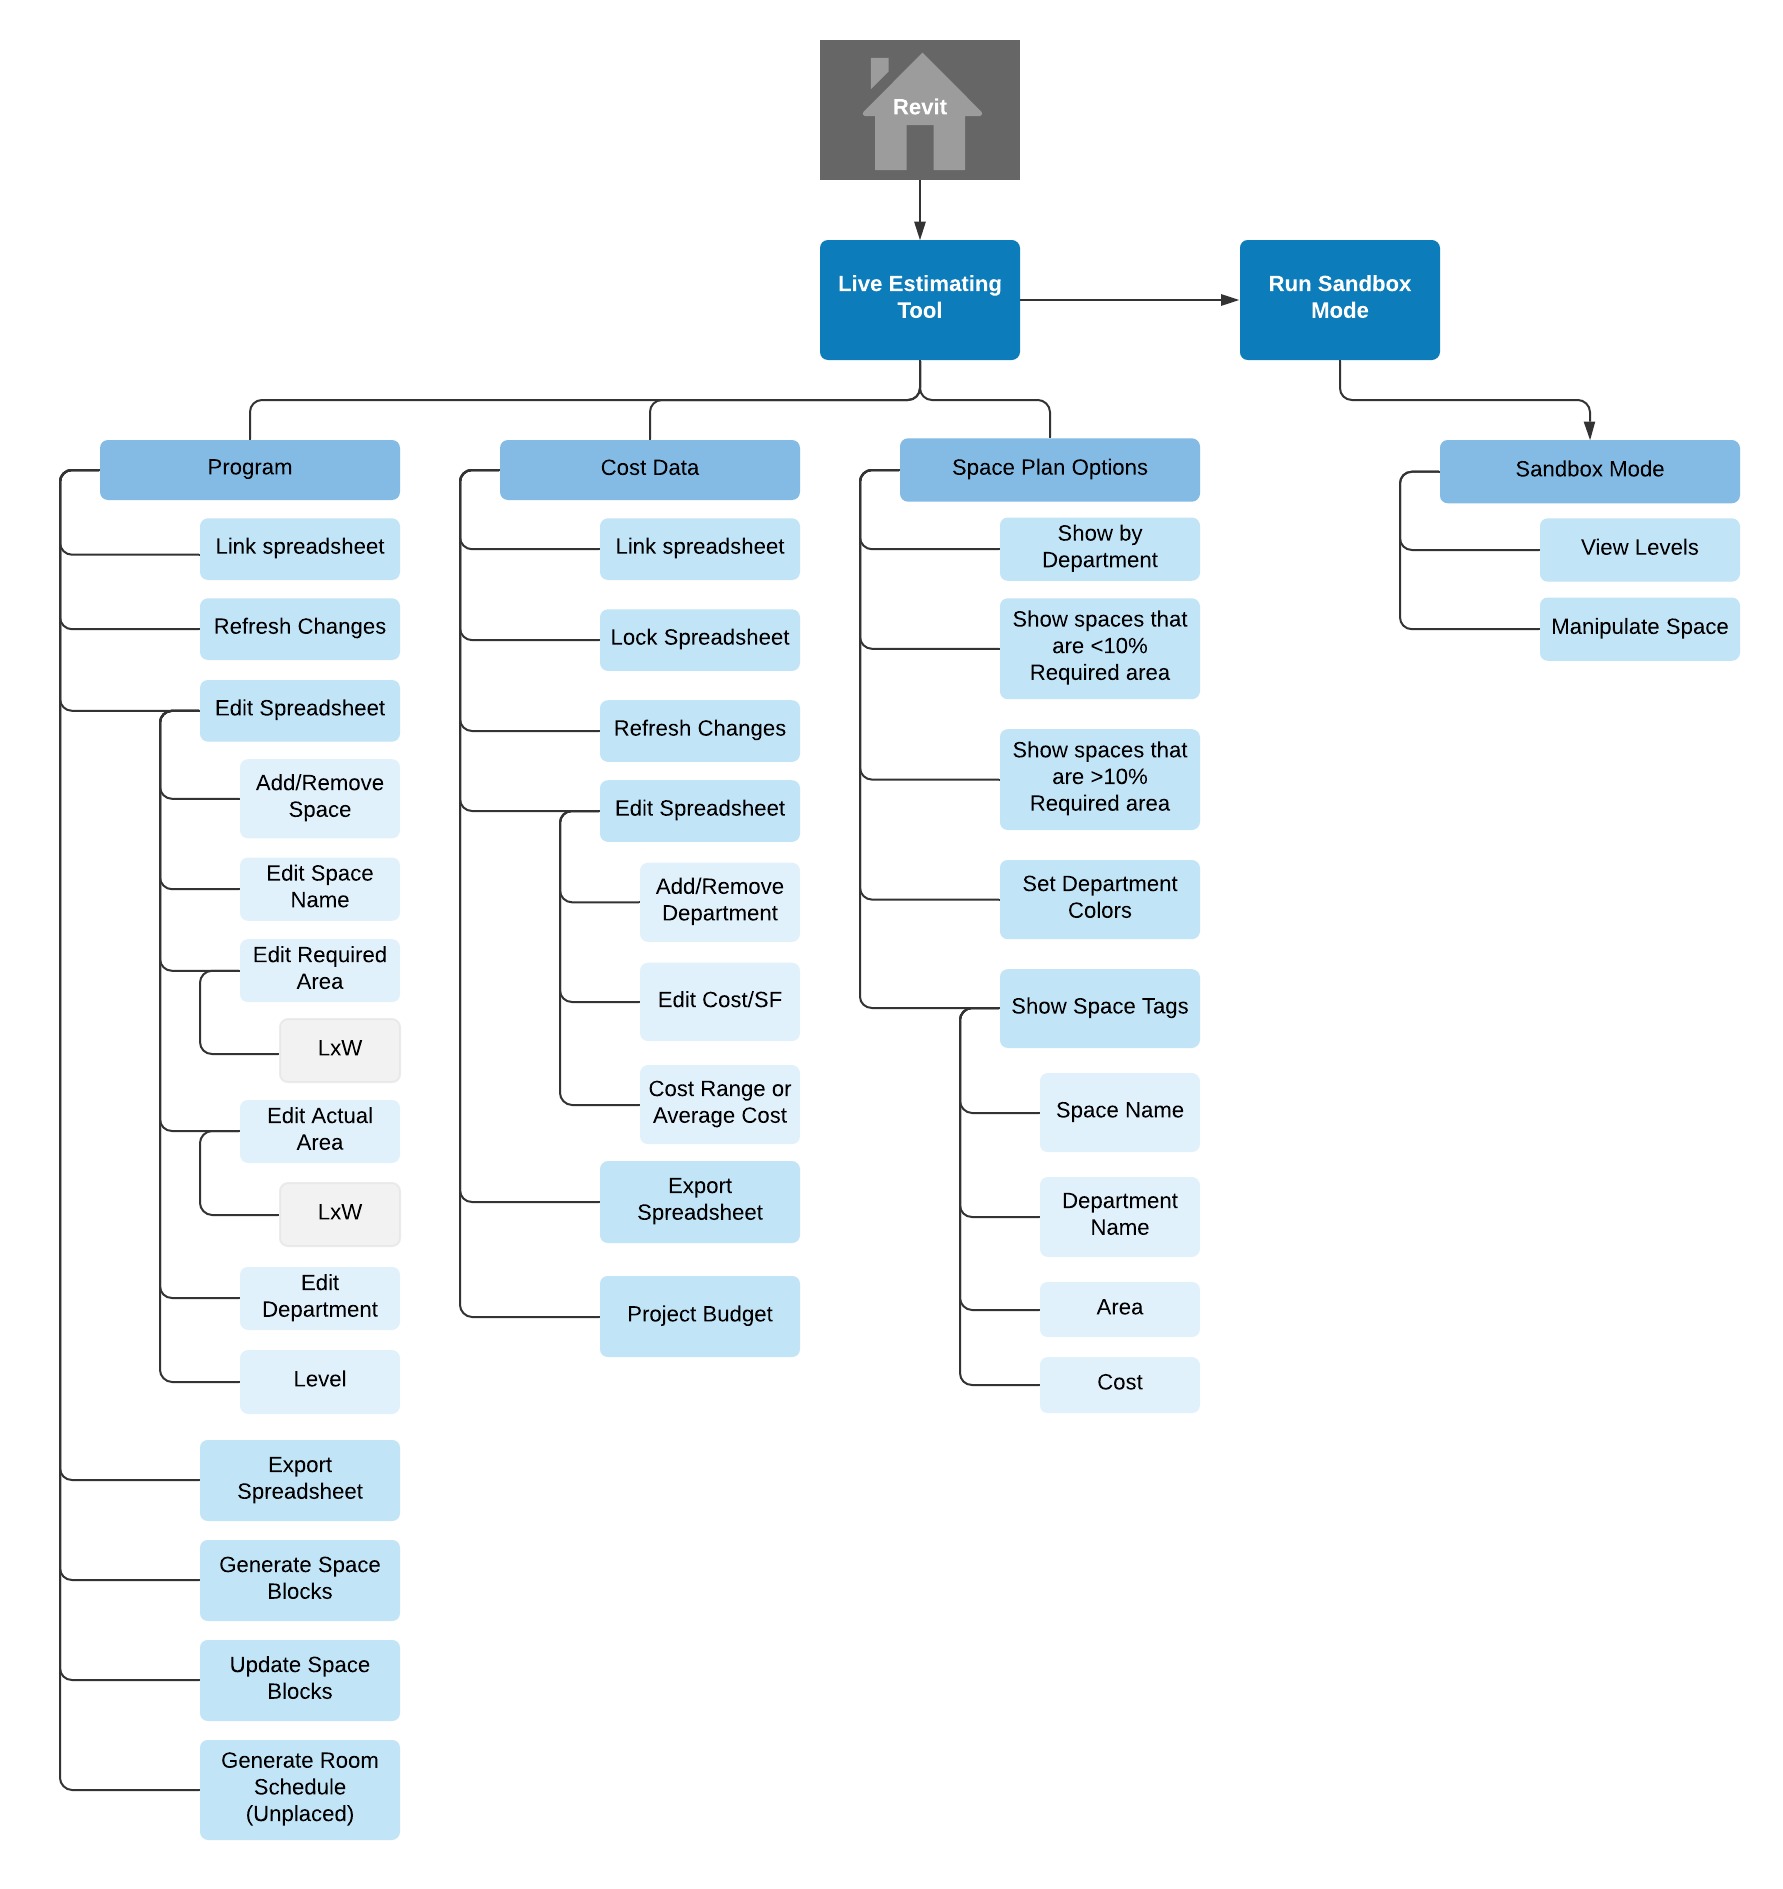 Revit
Live Estimating
Tool
Run Sandbox
Mode
Program
Link spreadsheet
Refresh Changes
Edit Spreadsheet
Add/Remove
Space
Edit Space
Name
Edit Required
Area
LxW
Edit Actual
Area
LxW
Edit
Department
Level
Export
Spreadsheet
Generate Space
Blocks
Update Space
Blocks
Generate Room
Schedule
(Unplaced)
Cost Data
Link spreadsheet
Lock Spreadsheet
Refresh Changes
Edit Spreadsheet
Add/Remove
Department
Edit Cost/SF
Cost Range or
Average Cost
Export
Spreadsheet
Project Budget
Space Plan Options
Show by
Department
Show spaces that
are <10%
Required area
Show spaces that
are >10%
Required area
Set Department
Colors
Show Space Tags
Space Name
Department
Name
Area
Cost
Sandbox Mode
View Levels
Manipulate Space